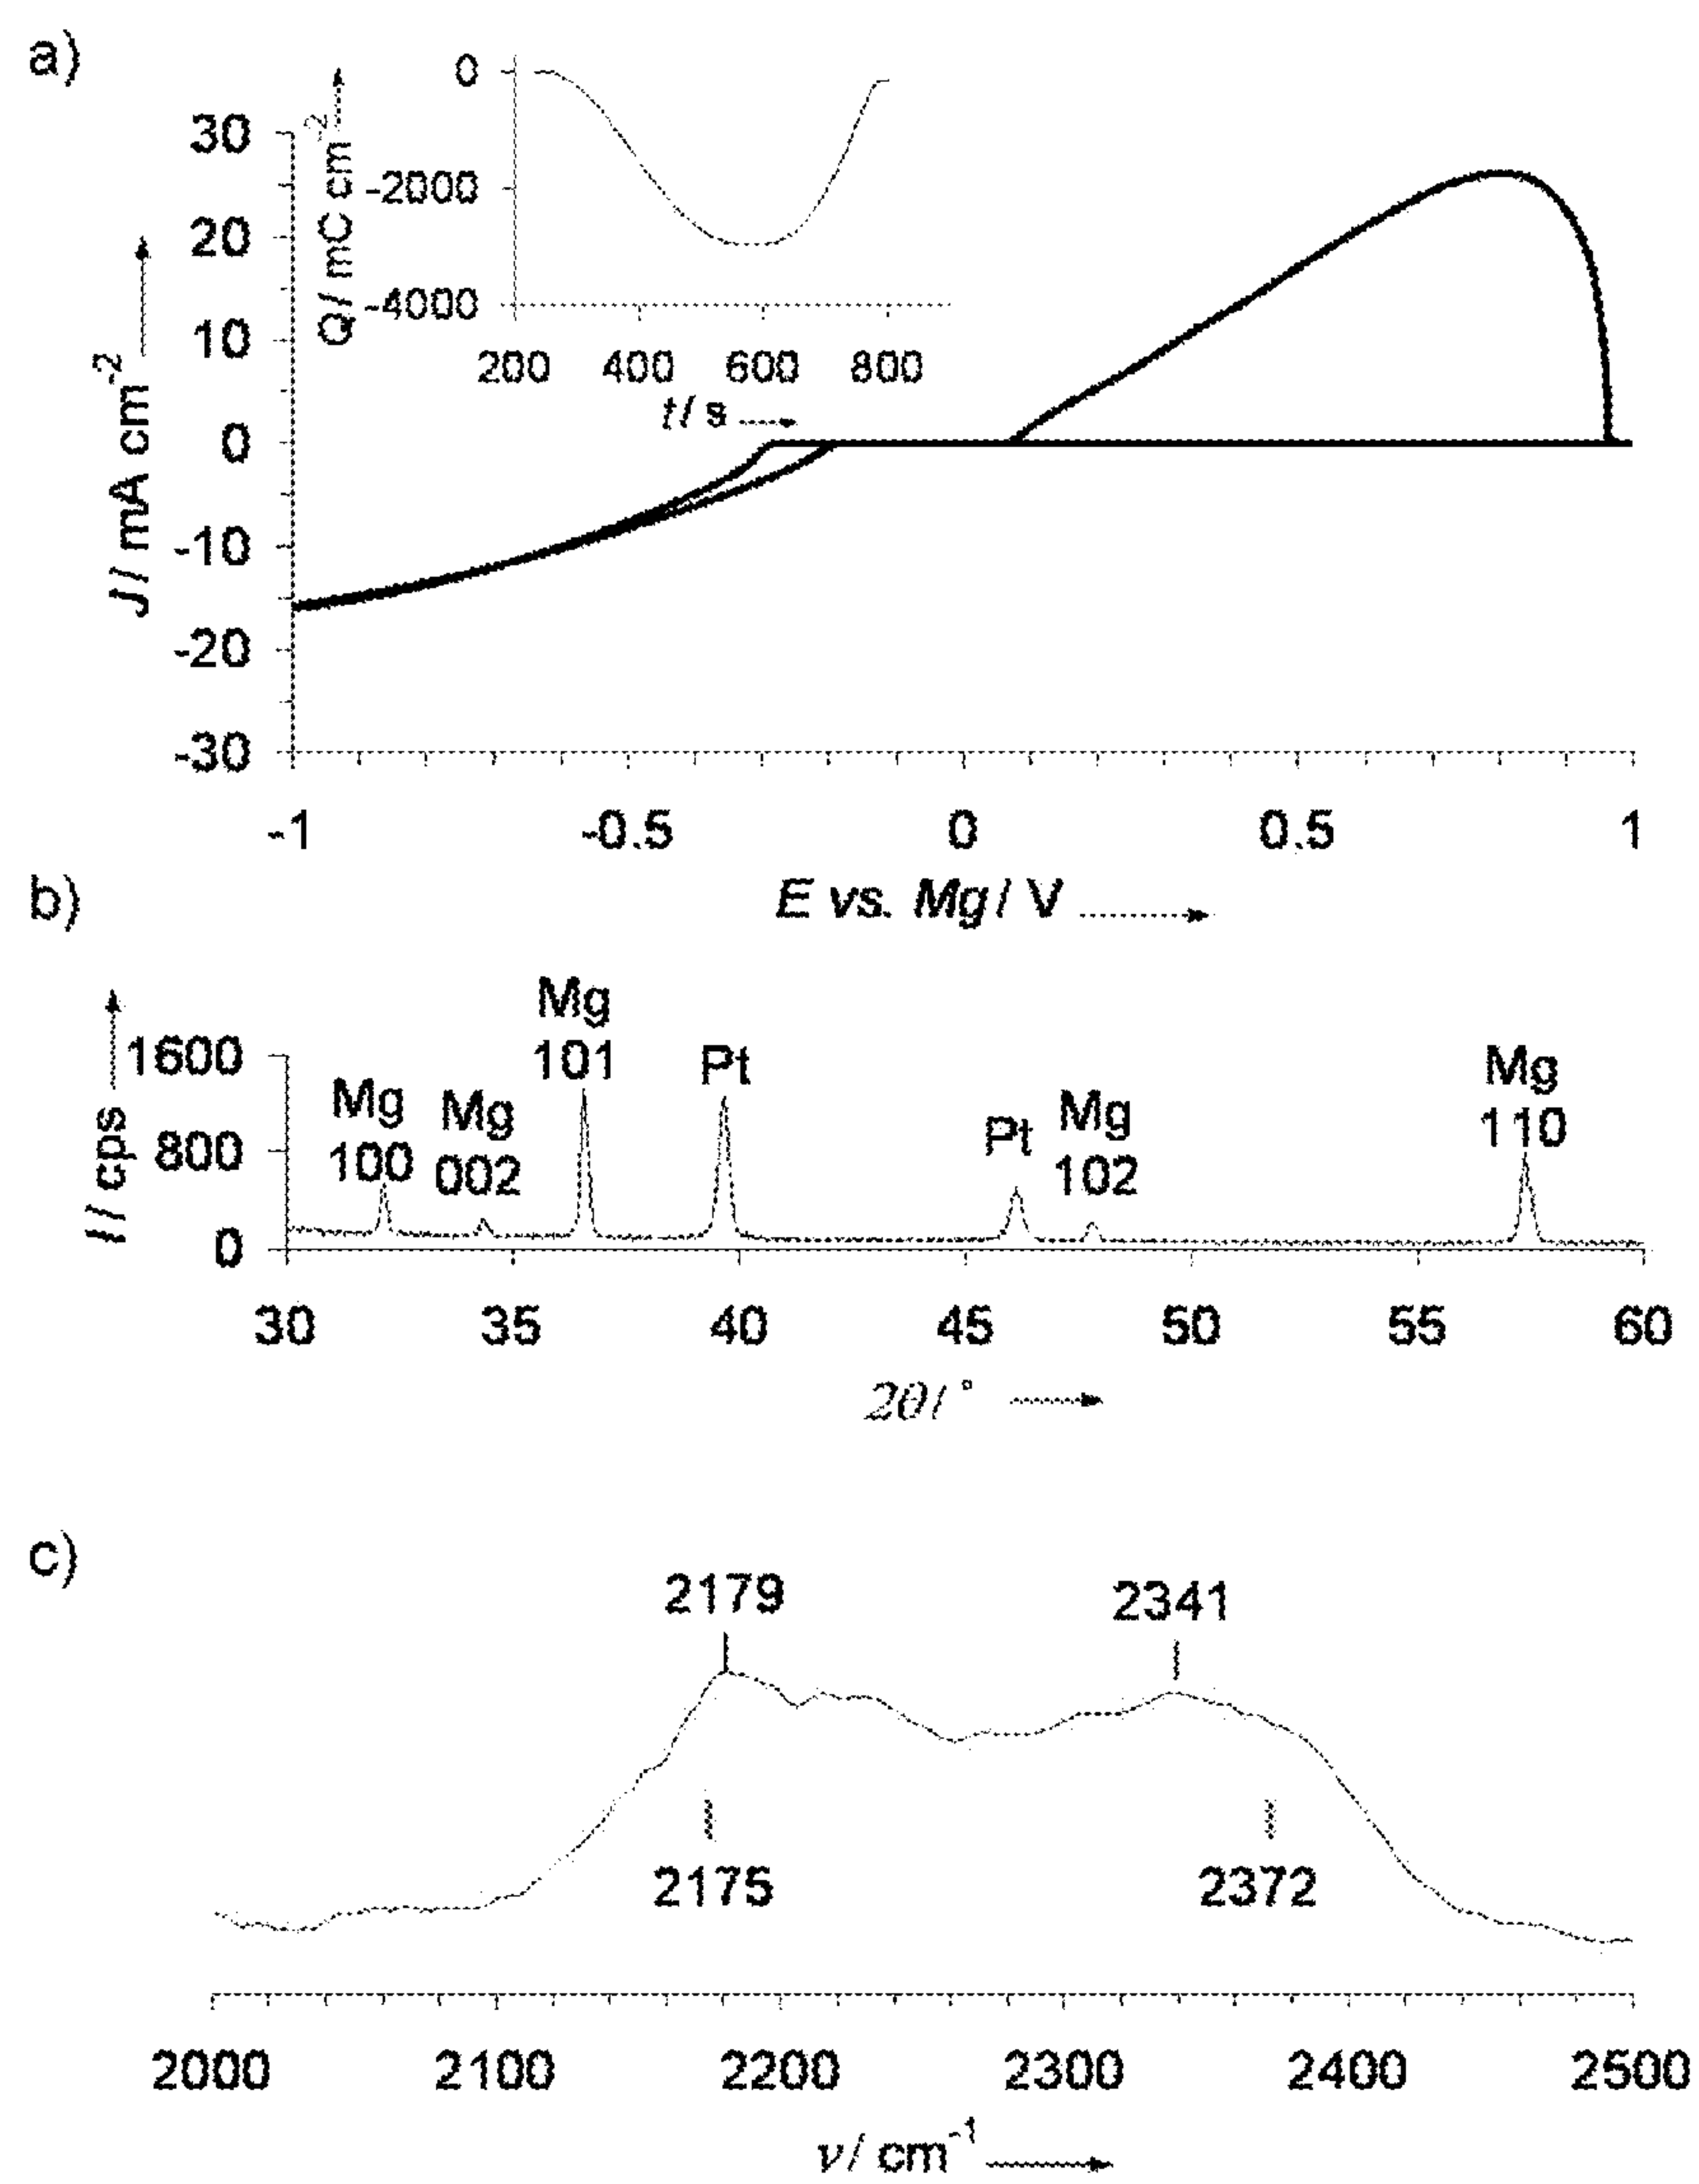 a)
0
-2000
-4000
Q / mC cm-2
200 400 600 800
t / s
30
20
10
0
-10
-20
-30
J / mA cm-2
-1 -0.5 0 0.5 1
E vs. Mg / V
b)
1600
800
0
I / cps
Mg 100
Mg 002
Mg 101
Pt
Pt
Mg 102
Mg 110
30 35 40 45 50 55 60
2θ / °
c)
2179 2341
2175 2372
2000 2100 2200 2300 2400 2500
ν / cm-1